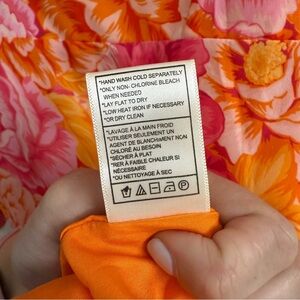 *HAND WASH COLD SEPARATELY
*ONLY NON- CHLORINE BLEACH
WHEN NEEDED
*LAY FLAT TO DRY
*LOW HEAT IRON IF NECESSARY
*OR DRY CLEAN
*LAVAGE À LA MAIN FROID
*UTILISER SEULEMENT UN
AGENT DE BLANCHIMENT NON
CHLORÉ AU BESOIN
*SÉCHER À PLAT
*RER À FAIBLE CHALEUR SI
NÉCESSAIRE
*OU NETTOYAGE À SEC
P